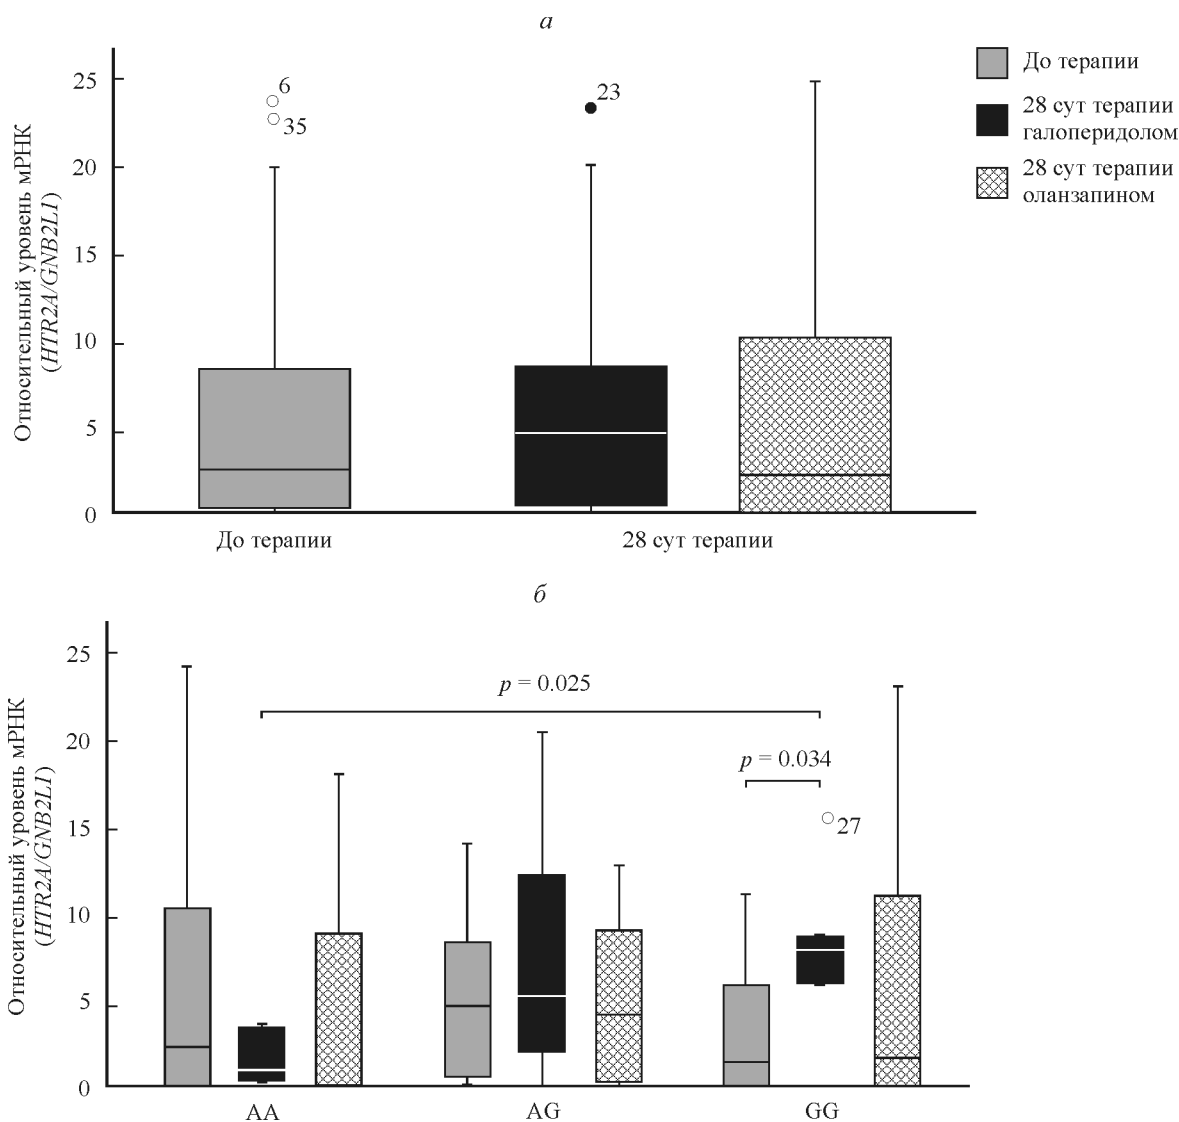 а
Относительный уровень мРНК
(HTR2A/GNB2L1)
25
20
15
10
5
0
6
35
23
До терапии
28 сут терапии
До терапии
28 сут терапии
галоперидолом
28 сут терапии
оланзапином
б
Относительный уровень мРНК
(HTR2A/GNB2L1)
25
20
15
10
5
0
p = 0.025
p = 0.034
27
AA
AG
GG